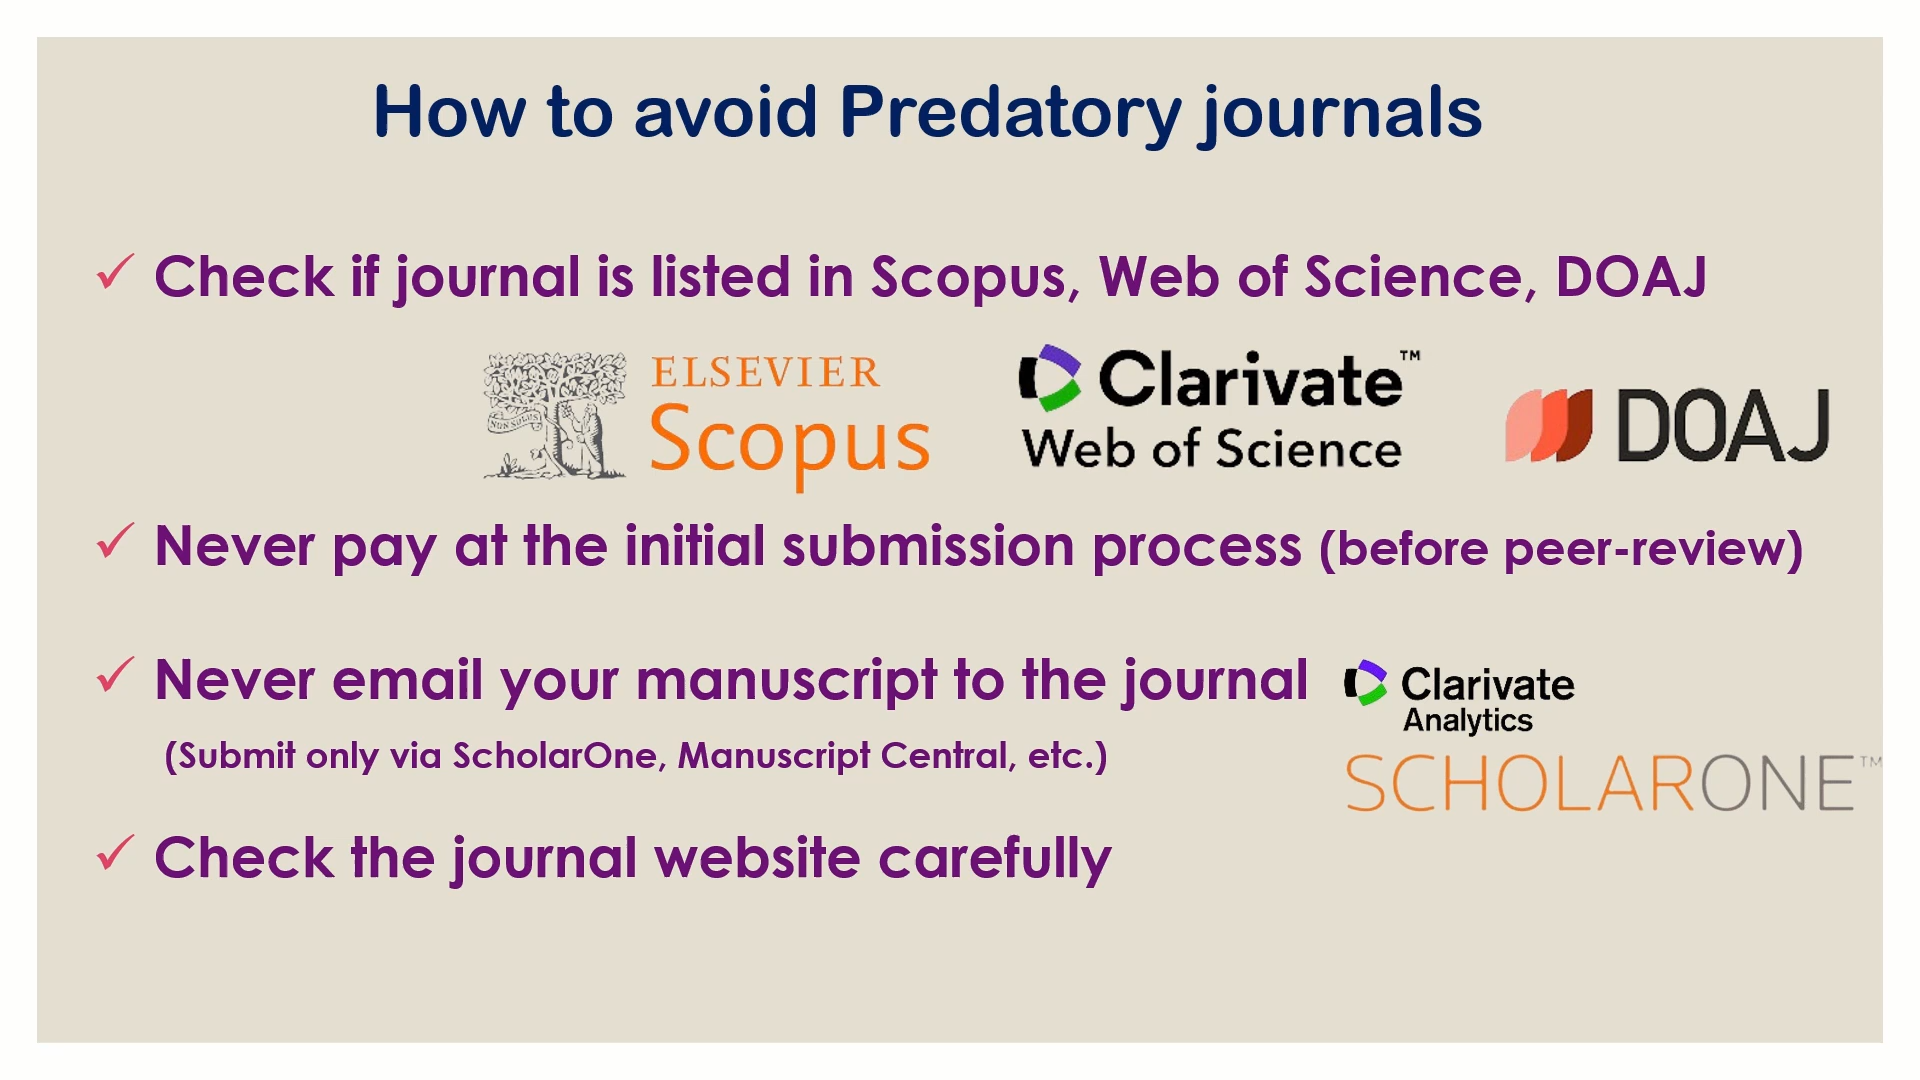 How to avoid Predatory journals
✓ Check if journal is listed in Scopus, Web of Science, DOAJ
NON SOLUS
ELSEVIER
Scopus
Clarivate™
Web of Science
DOAJ
✓ Never pay at the initial submission process (before peer-review)
✓ Never email your manuscript to the journal
(Submit only via ScholarOne, Manuscript Central, etc.)
Clarivate
Analytics
SCHOLARONE™
✓ Check the journal website carefully